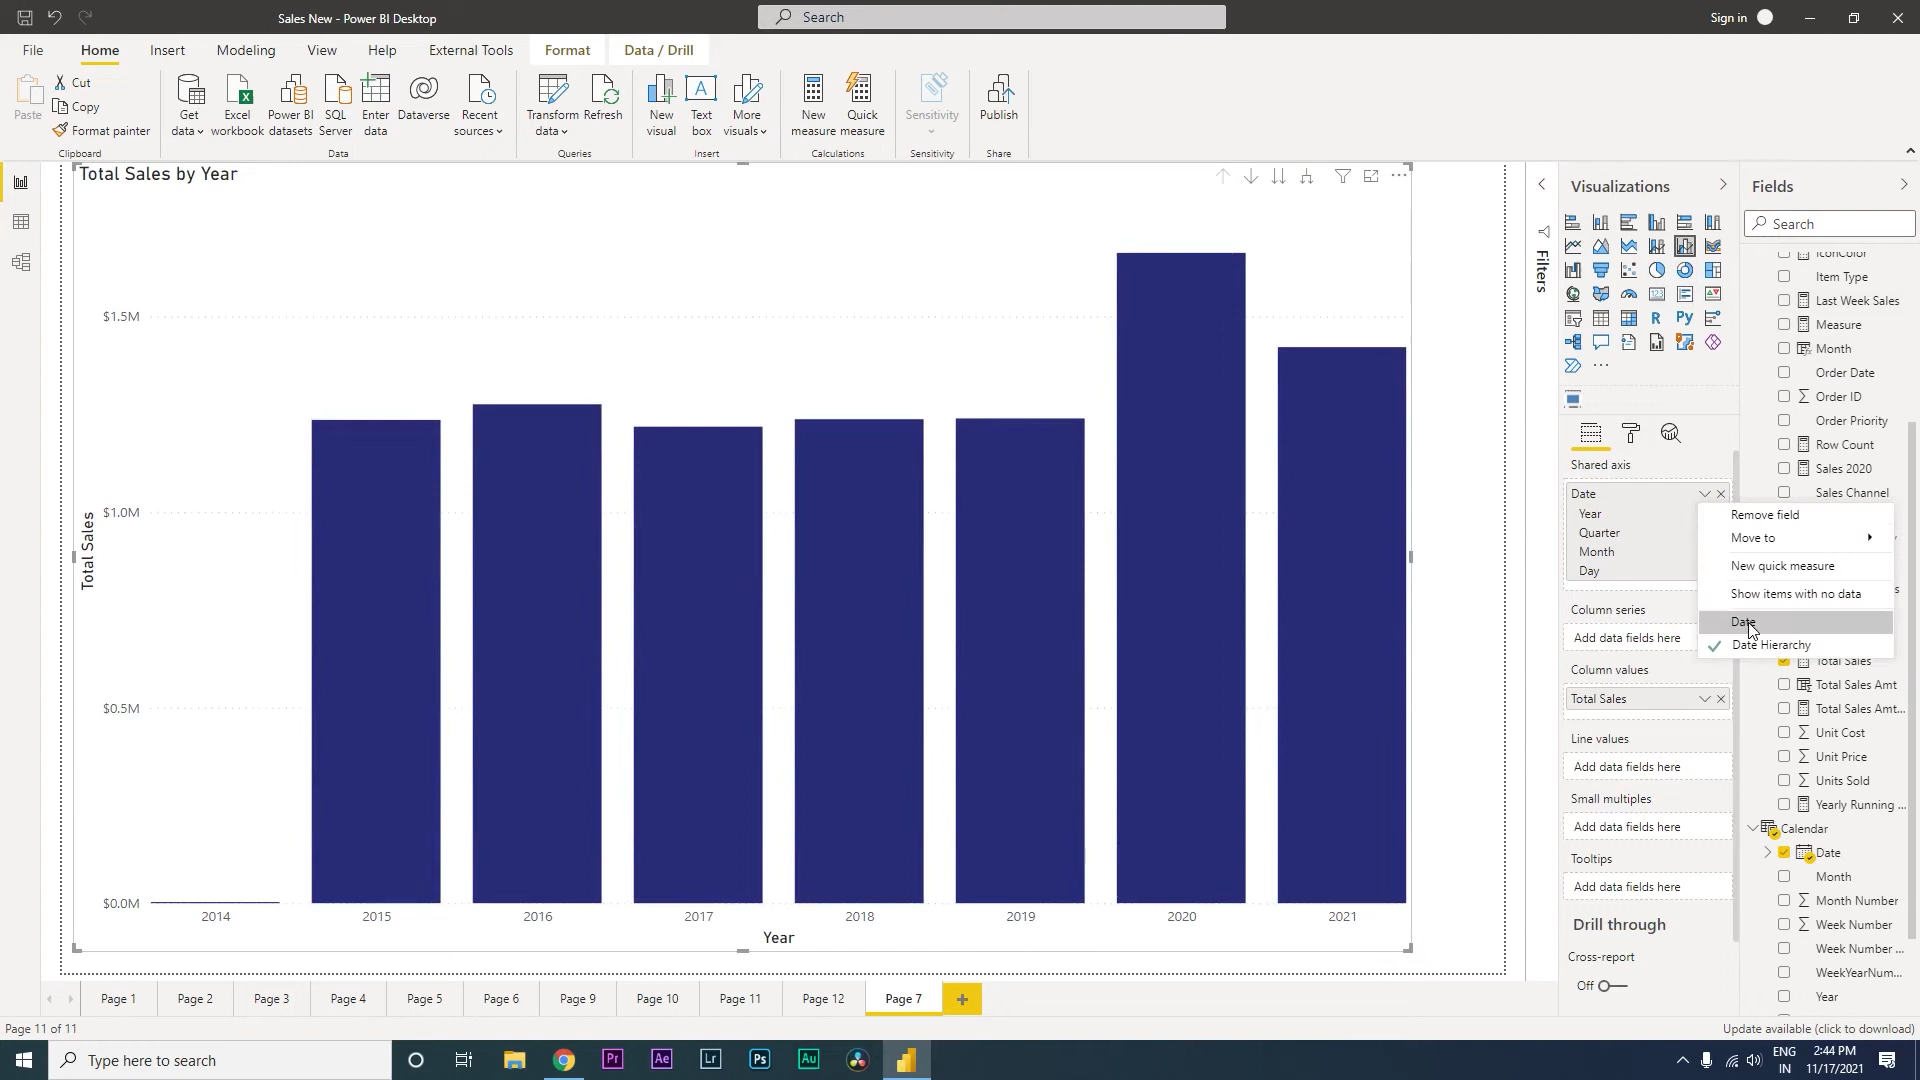 Sales New - Power BI Desktop
Search
Sign in
File
Home
Insert
Modeling
View
Help
External Tools
Format
Data / Drill
Paste
Cut
Copy
Format painter
Clipboard
Get data
Excel workbook
Power BI datasets
SQL Server
Enter data
Dataverse
Recent sources
Data
Transform data
Refresh
Queries
New visual
Text box
More visuals
Insert
New measure
Quick measure
Calculations
Sensitivity
Sensitivity
Publish
Share
Total Sales by Year
$1.5M
$1.0M
$0.5M
$0.0M
Total Sales
2014
2015
2016
2017
2018
2019
2020
2021
Year
Filters
Visualizations
R
Py
Shared axis
Date
Year
Quarter
Month
Day
Column series
Add data fields here
Column values
Total Sales
Line values
Add data fields here
Small multiples
Add data fields here
Tooltips
Add data fields here
Drill through
Cross-report
Off
Remove field
Move to
New quick measure
Show items with no data
Date
Date Hierarchy
Fields
Search
IconColor
Item Type
Last Week Sales
Measure
Month
Order Date
Order ID
Order Priority
Row Count
Sales 2020
Sales Channel
Total Sales
Total Sales Amt
Total Sales Amt...
Unit Cost
Unit Price
Units Sold
Yearly Running ...
Calendar
Date
Month
Month Number
Week Number
Week Number ...
WeekYearNum...
Year
Page 1
Page 2
Page 3
Page 4
Page 5
Page 6
Page 9
Page 10
Page 11
Page 12
Page 7
Page 11 of 11
Update available (click to download)
Type here to search
Pr
Ae
Lr
Ps
Au
ENG
IN
2:44 PM
11/17/2021